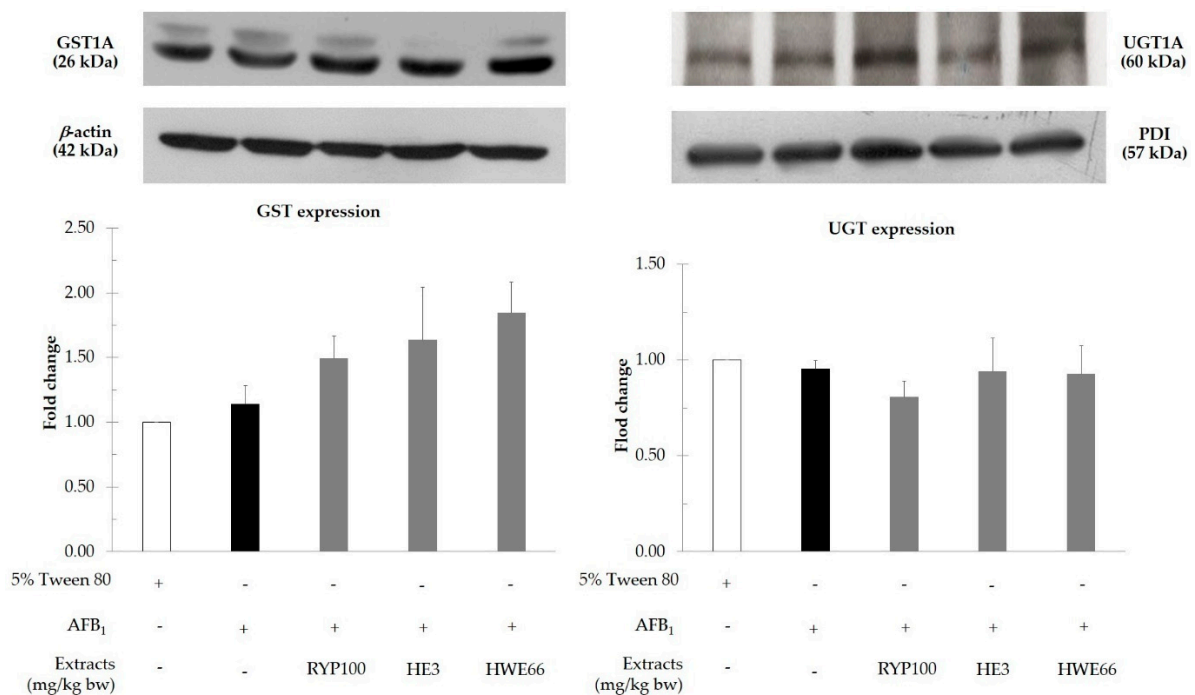 GST1A
(26 kDa)
β-actin
(42 kDa)
UGT1A
(60 kDa)
PDI
(57 kDa)
GST expression
Fold change
2.50
2.00
1.50
1.00
0.50
0.00
UGT expression
Flod change
1.50
1.00
0.50
0.00
5% Tween 80 + - - - -
AFB₁ - + + + +
Extracts
(mg/kg bw) - - RYP100 HE3 HWE66
5% Tween 80 + - - - -
AFB₁ - + + + +
Extracts
(mg/kg bw) - - RYP100 HE3 HWE66